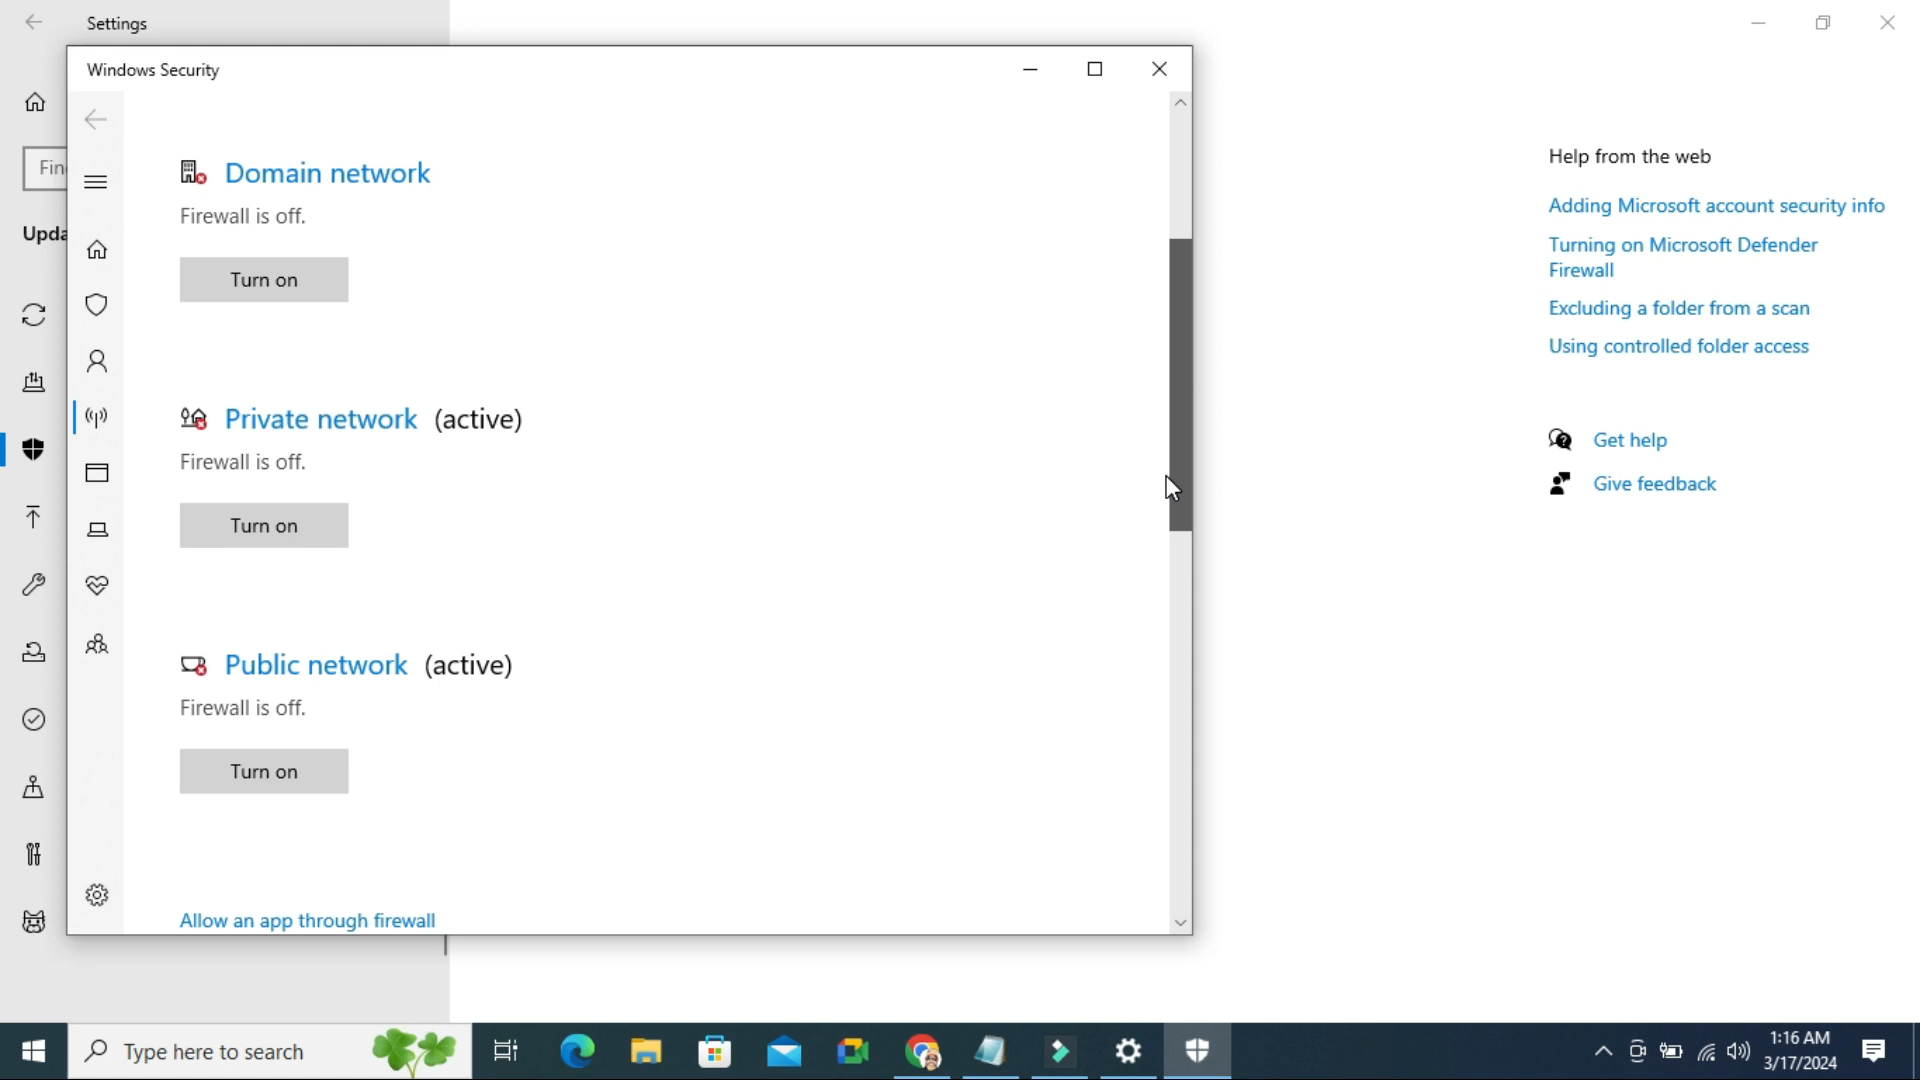 Settings
Windows Security
Fin
Upda
Domain network
Firewall is off.
Turn on
Private network (active)
Firewall is off.
Turn on
Public network (active)
Firewall is off.
Turn on
Allow an app through firewall
Help from the web
Adding Microsoft account security info
Turning on Microsoft Defender
Firewall
Excluding a folder from a scan
Using controlled folder access
Get help
Give feedback
Type here to search
1:16 AM
3/17/2024